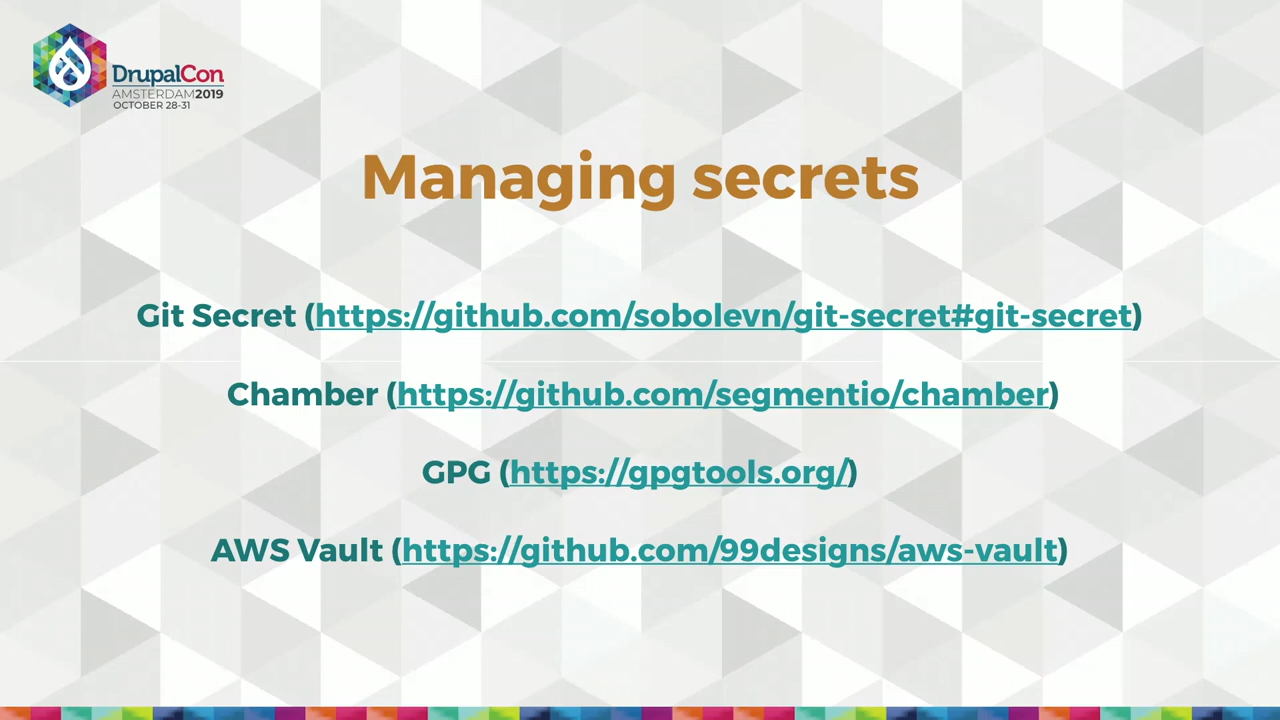 DrupalCon
AMSTERDAM2019
OCTOBER 28-31
Managing secrets
Git Secret (https://github.com/sobolevn/git-secret#git-secret)
Chamber (https://github.com/segmentio/chamber)
GPG (https://gpgtools.org/)
AWS Vault (https://github.com/99designs/aws-vault)